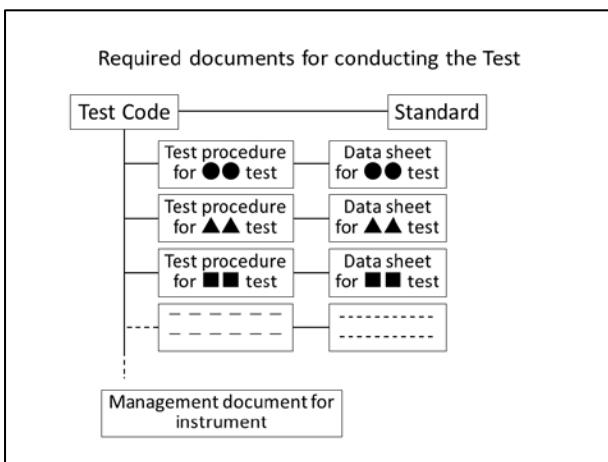 Required documents for conducting the Test
Test Code
Standard
Test procedure
for ●● test
Data sheet
for ●● test
Test procedure
for ▲▲ test
Data sheet
for ▲▲ test
Test procedure
for ■■ test
Data sheet
for ■■ test
Management document for
instrument